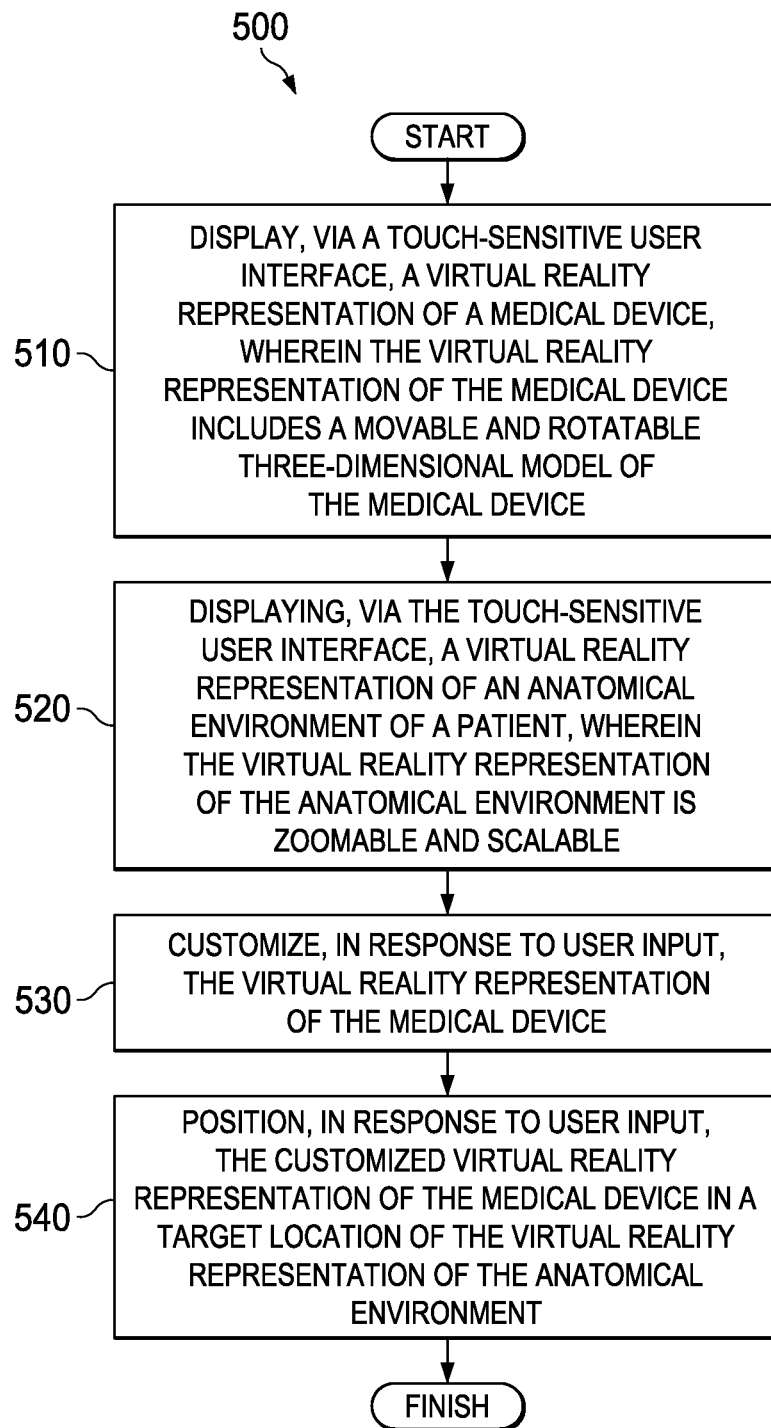 500
START
510
DISPLAY, VIA A TOUCH-SENSITIVE USER
INTERFACE, A VIRTUAL REALITY
REPRESENTATION OF A MEDICAL DEVICE,
WHEREIN THE VIRTUAL REALITY
REPRESENTATION OF THE MEDICAL DEVICE
INCLUDES A MOVABLE AND ROTATABLE
THREE-DIMENSIONAL MODEL OF
THE MEDICAL DEVICE
520
DISPLAYING, VIA THE TOUCH-SENSITIVE
USER INTERFACE, A VIRTUAL REALITY
REPRESENTATION OF AN ANATOMICAL
ENVIRONMENT OF A PATIENT, WHEREIN
THE VIRTUAL REALITY REPRESENTATION
OF THE ANATOMICAL ENVIRONMENT IS
ZOOMABLE AND SCALABLE
530
CUSTOMIZE, IN RESPONSE TO USER INPUT,
THE VIRTUAL REALITY REPRESENTATION
OF THE MEDICAL DEVICE
540
POSITION, IN RESPONSE TO USER INPUT,
THE CUSTOMIZED VIRTUAL REALITY
REPRESENTATION OF THE MEDICAL DEVICE IN A
TARGET LOCATION OF THE VIRTUAL REALITY
REPRESENTATION OF THE ANATOMICAL
ENVIRONMENT
FINISH